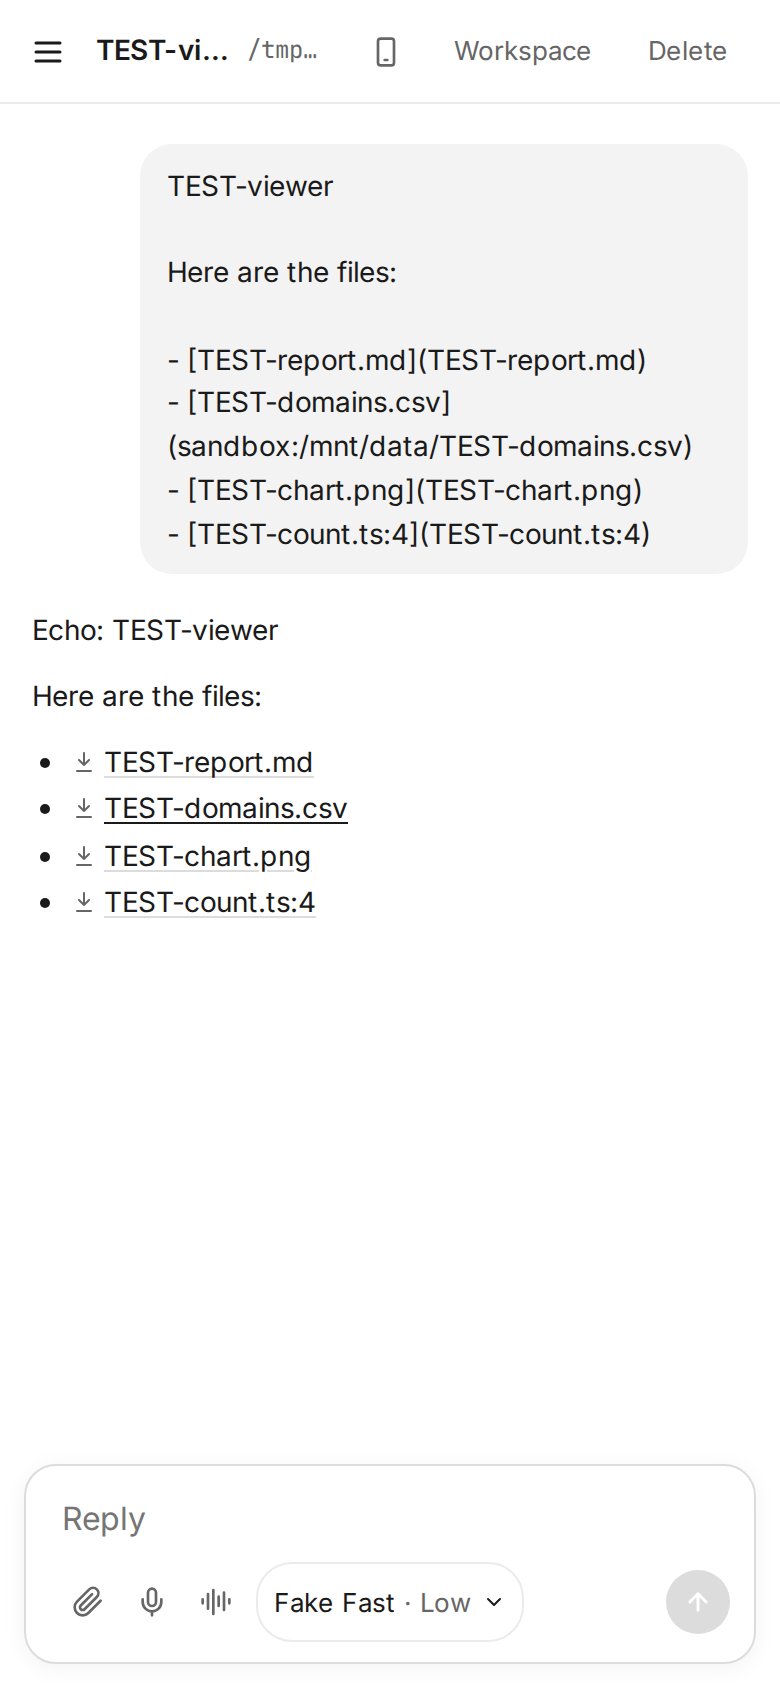 TEST-vi... /tmp… Workspace Delete
TEST-viewer
Here are the files:
- [TEST-report.md](TEST-report.md)
- [TEST-domains.csv]
(sandbox:/mnt/data/TEST-domains.csv)
- [TEST-chart.png](TEST-chart.png)
- [TEST-count.ts:4](TEST-count.ts:4)
Echo: TEST-viewer
Here are the files:
• TEST-report.md
• TEST-domains.csv
• TEST-chart.png
• TEST-count.ts:4
Reply
Fake Fast · Low